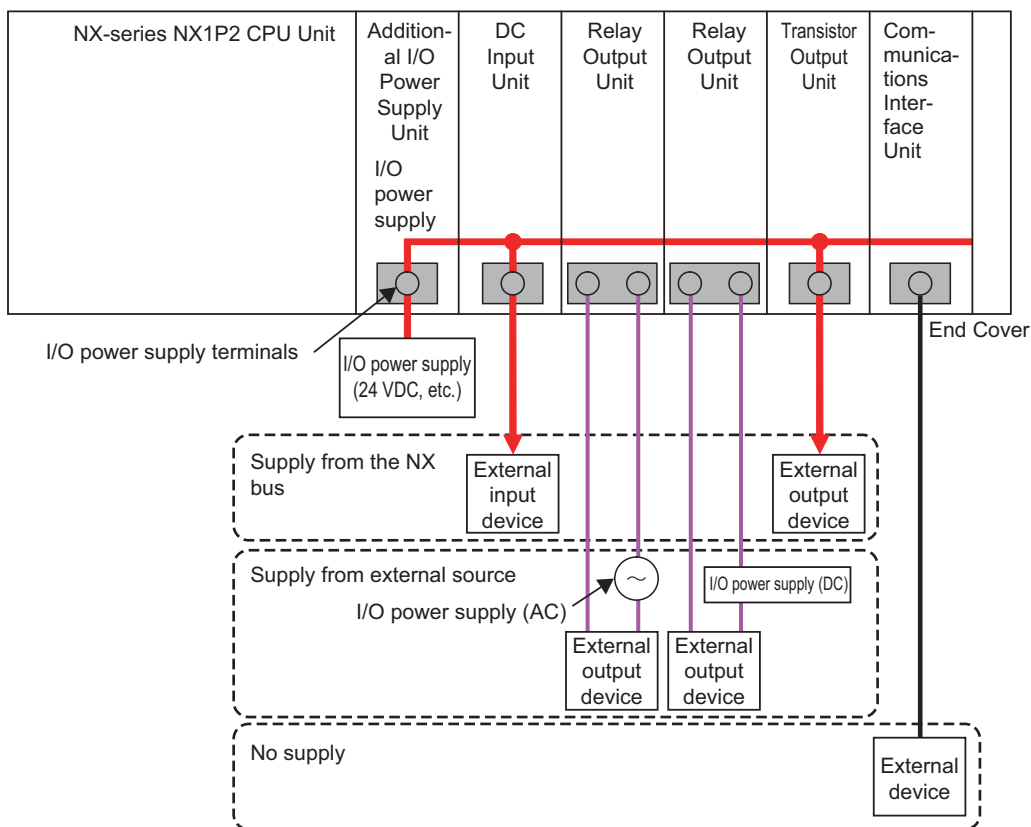 NX-series NX1P2 CPU Unit
Addition-
al I/O
Power
Supply
Unit
I/O
power
supply
DC
Input
Unit
Relay
Output
Unit
Relay
Output
Unit
Transistor
Output
Unit
Com-
munica-
tions
Inter-
face
Unit
End Cover
I/O power supply terminals
I/O power supply
(24 VDC, etc.)
Supply from the NX
bus
External
input
device
External
output
device
Supply from external source
I/O power supply (AC)
~
I/O power supply (DC)
External
output
device
External
output
device
No supply
External
device